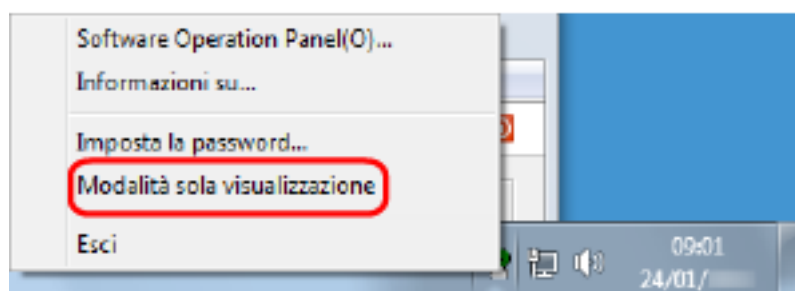 Software Operation Panel(O)...
Informazioni su...
Imposta la password...
Modalità sola visualizzazione
Esci
09:01
24/01/